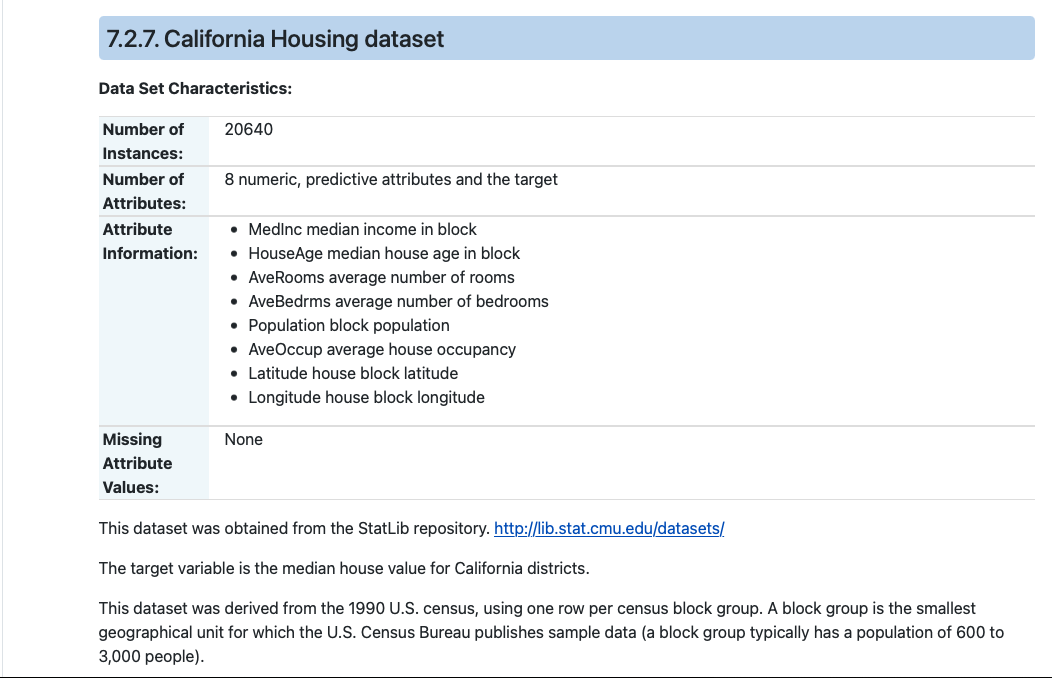 7.2.7. California Housing dataset
Data Set Characteristics:
Number of Instances: 20640
Number of Attributes: 8 numeric, predictive attributes and the target
Attribute Information:
• MedInc median income in block
• HouseAge median house age in block
• AveRooms average number of rooms
• AveBedrms average number of bedrooms
• Population block population
• AveOccup average house occupancy
• Latitude house block latitude
• Longitude house block longitude
Missing Attribute Values: None
This dataset was obtained from the StatLib repository. http://lib.stat.cmu.edu/datasets/
The target variable is the median house value for California districts.
This dataset was derived from the 1990 U.S. census, using one row per census block group. A block group is the smallest
geographical unit for which the U.S. Census Bureau publishes sample data (a block group typically has a population of 600 to
3,000 people).